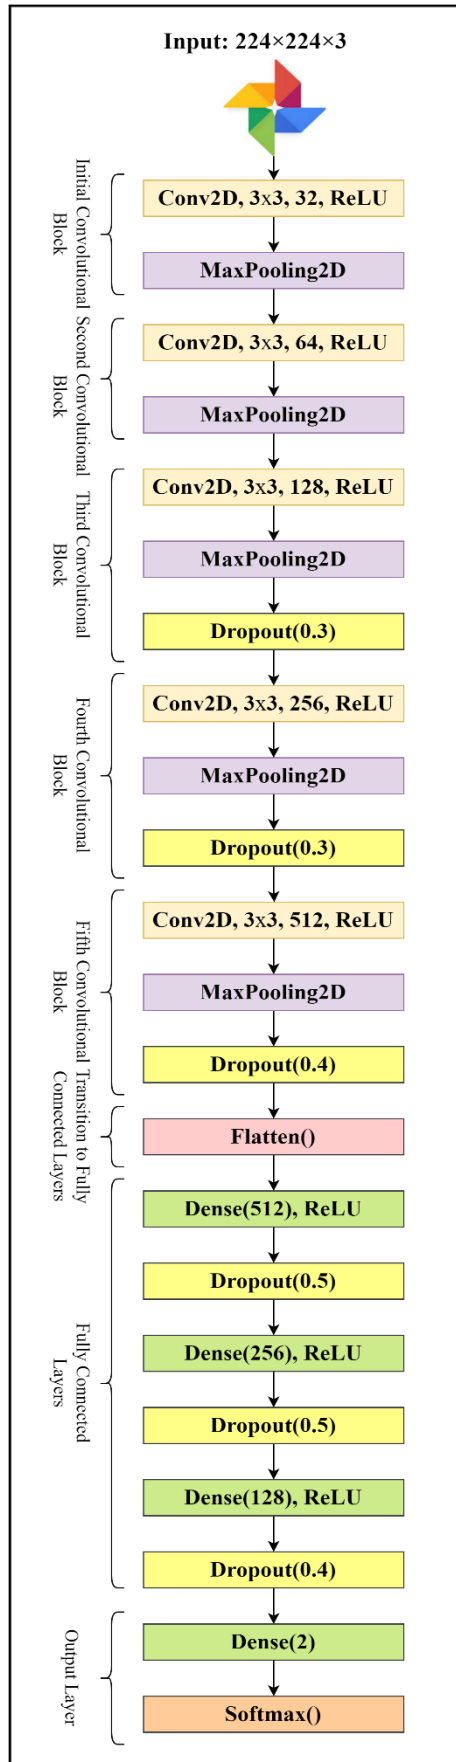 Input: 224×224×3
Initial Convolutional
Block
Conv2D, 3x3, 32, ReLU
MaxPooling2D
Second Convolutional
Block
Conv2D, 3x3, 64, ReLU
MaxPooling2D
Third Convolutional
Block
Conv2D, 3x3, 128, ReLU
MaxPooling2D
Dropout(0.3)
Fourth Convolutional
Block
Conv2D, 3x3, 256, ReLU
MaxPooling2D
Dropout(0.3)
Fifth Convolutional
Block
Conv2D, 3x3, 512, ReLU
MaxPooling2D
Dropout(0.4)
Transition to Fully
Connected Layers
Flatten()
Fully Connected
Layers
Dense(512), ReLU
Dropout(0.5)
Dense(256), ReLU
Dropout(0.5)
Dense(128), ReLU
Dropout(0.4)
Output Layer
Dense(2)
Softmax()